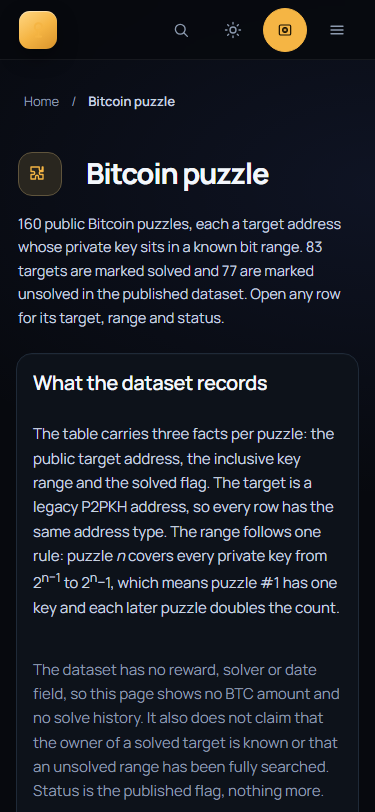 Home / Bitcoin puzzle
Bitcoin puzzle
160 public Bitcoin puzzles, each a target address
whose private key sits in a known bit range. 83
targets are marked solved and 77 are marked
unsolved in the published dataset. Open any row
for its target, range and status.
What the dataset records
The table carries three facts per puzzle: the
public target address, the inclusive key
range and the solved flag. The target is a
legacy P2PKH address, so every row has the
same address type. The range follows one
rule: puzzle n covers every private key from
2ⁿ⁻¹ to 2ⁿ−1, which means puzzle #1 has one
key and each later puzzle doubles the count.
The dataset has no reward, solver or date
field, so this page shows no BTC amount and
no solve history. It also does not claim that
the owner of a solved target is known or that
an unsolved range has been fully searched.
Status is the published flag, nothing more.